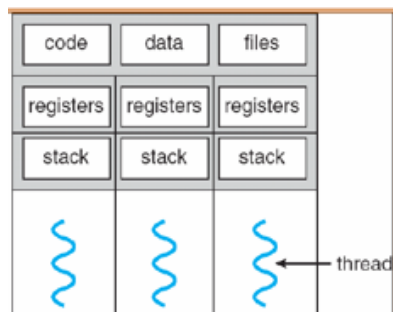 code data files
registers registers registers
stack stack stack
thread